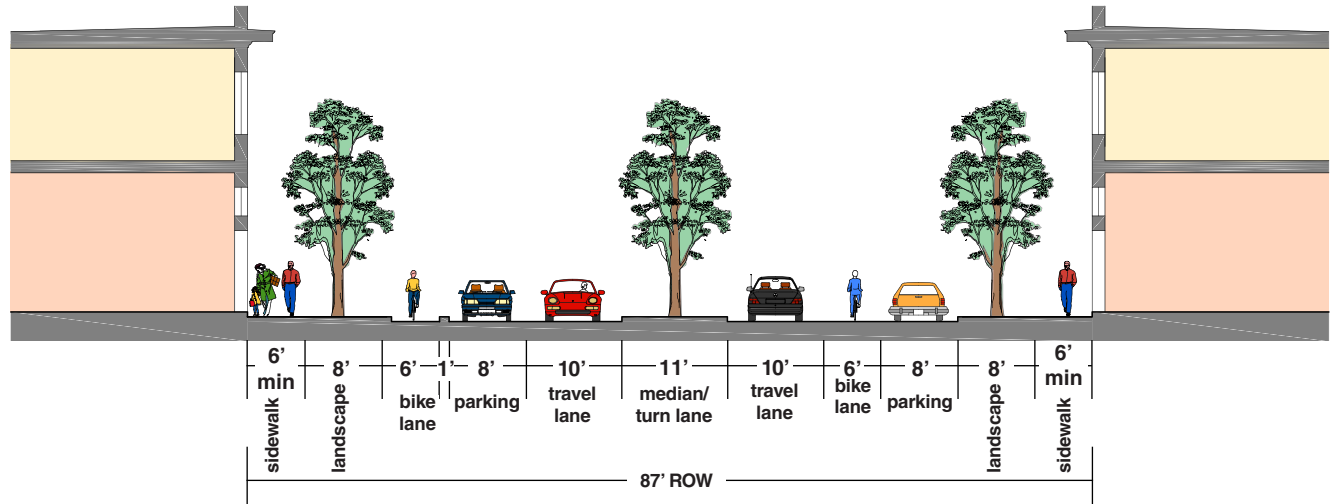 6’ min sidewalk
8’ landscape
6’ bike lane
1’
8’ parking
10’ travel lane
11’ median/ turn lane
10’ travel lane
6’ bike lane
8’ parking
8’ landscape
6’ min sidewalk
87’ ROW